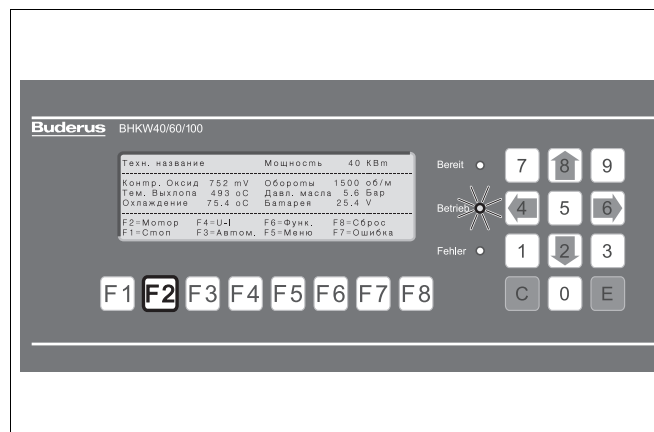 Buderus BHKW40/60/100
Техн. название Мощность 40 КВт
Контр. Оксид 752 mV Обороты 1500 об/м
Тем. Выхлопа 493 oC Давл. масла 5.6 Бар
Охлаждение 75.4 oC Батарея 25.4 V
F2=Мотор F4=U-I F6=Функ. F8=Сброс
F1=Стоп F3=Автом. F5=Меню F7=Ошибка
Bereit
Betrieb
Fehler
7 8 9
4 5 6
1 2 3
C 0 E
F1 F2 F3 F4 F5 F6 F7 F8